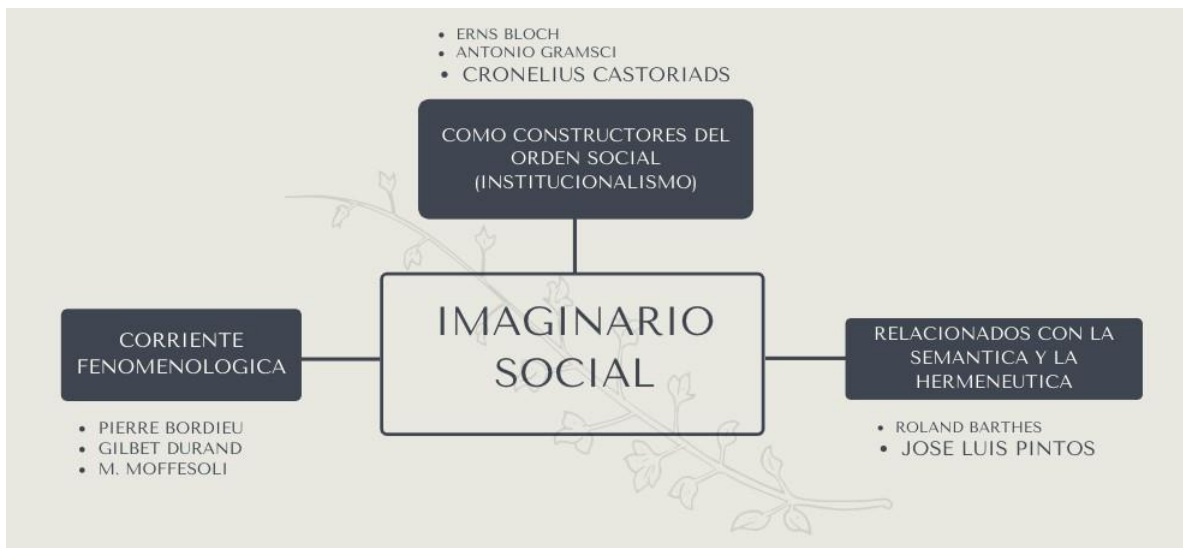 • ERNS BLOCH
• ANTONIO GRAMSCI
• CRONELIUS CASTORIADS
COMO CONSTRUCTORES DEL
ORDEN SOCIAL
(INSTITUCIONALISMO)
IMAGINARIO
SOCIAL
CORRIENTE
FENOMENOLOGICA
• PIERRE BORDIEU
• GILBET DURAND
• M. MOFFESOLI
RELACIONADOS CON LA
SEMANTICA Y LA
HERMENEUTICA
• ROLAND BARTHES
• JOSE LUIS PINTOS